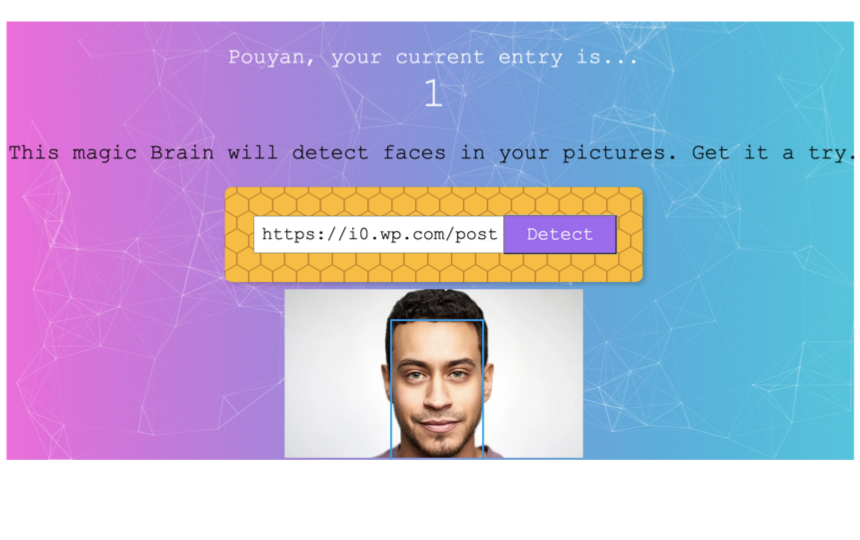 Pouyan, your current entry is...
1
This magic Brain will detect faces in your pictures. Get it a try.
https://i0.wp.com/post
Detect